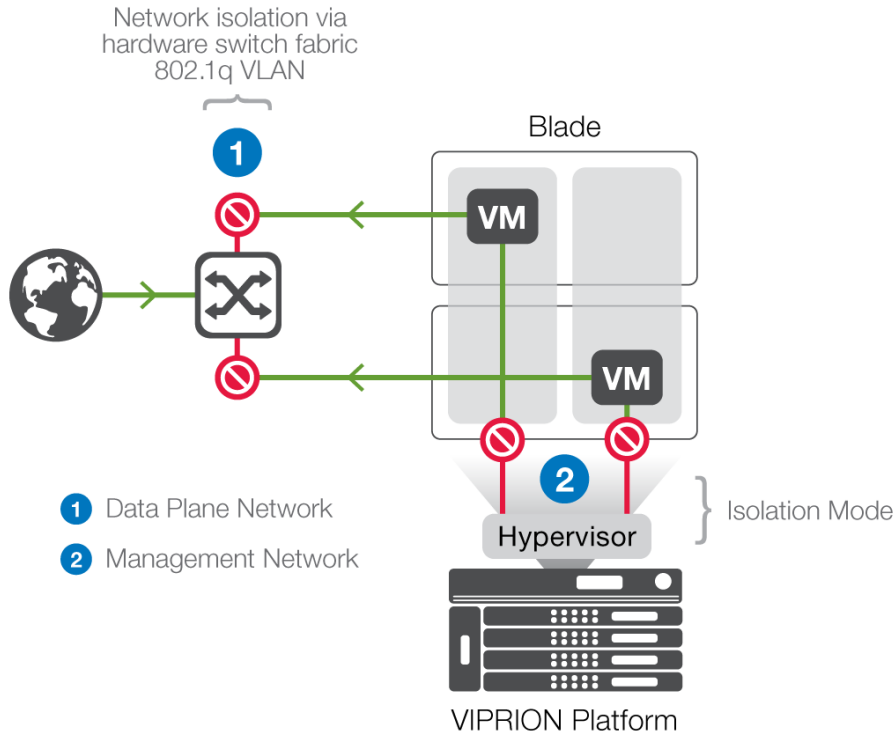 Network isolation via
hardware switch fabric
802.1q VLAN
1
Blade
VM
VM
2
1 Data Plane Network
2 Management Network
Isolation Mode
Hypervisor
VIPRION Platform